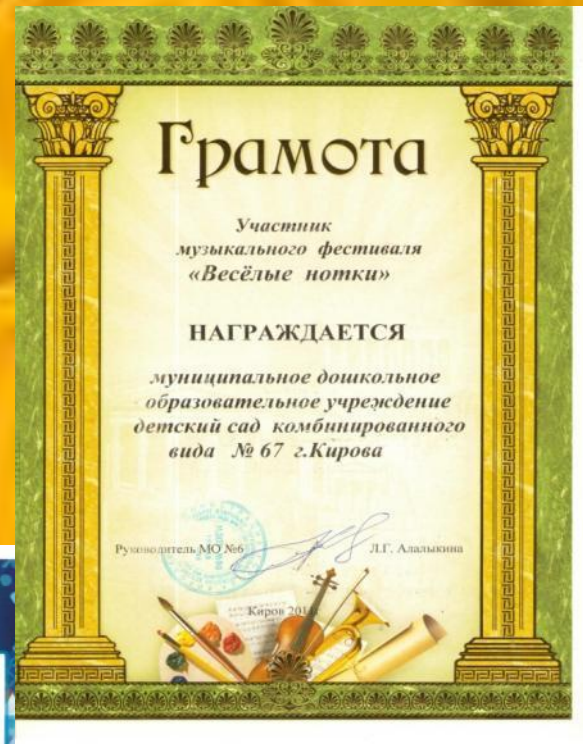 Грамота
Участник
музыкального фестиваля
«Весёлые нотки»
НАГРАЖДАЕТСЯ
муниципальное дошкольное
образовательное учреждение
детский сад комбинированного
вида № 67 г.Кирова
Руководитель МО №6 Л.Г. Алалыкина
Киров